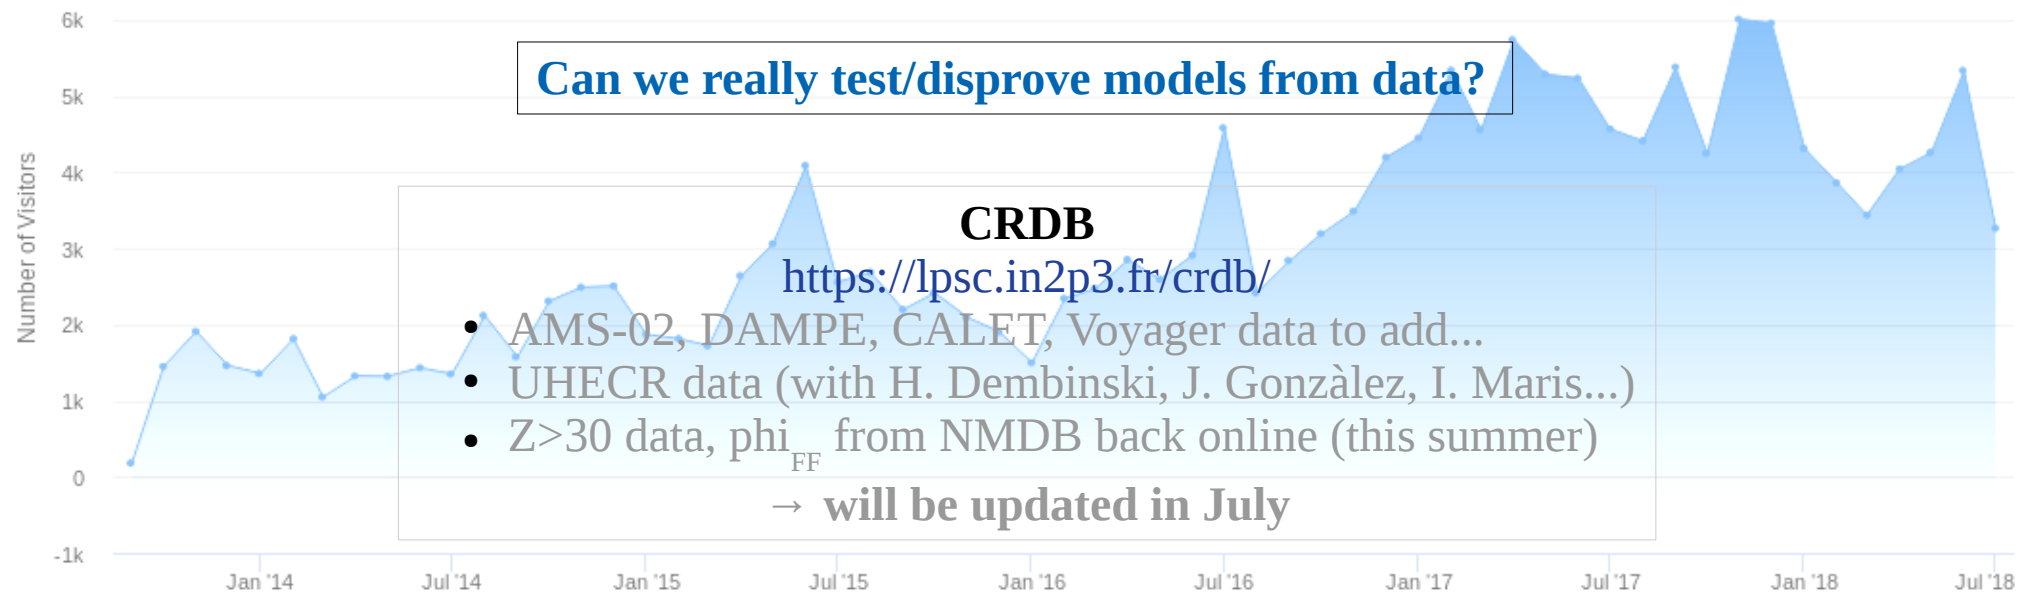 6k
Can we really test/disprove models from data?
5k
4k
Number of Visitors
CRDB
3k
https://lpsc.in2p3.fr/crdb/
• AMS-02, DAMPE, CALET, Voyager data to add...
2k
• UHECR data (with H. Dembinski, J. Gonzàlez, I. Maris...)
1k
• Z>30 data, phiFF from NMDB back online (this summer)
0
→ will be updated in July
-1k
Jan '14 Jul '14 Jan '15 Jul '15 Jan '16 Jul '16 Jan '17 Jul '17 Jan '18 Jul '18